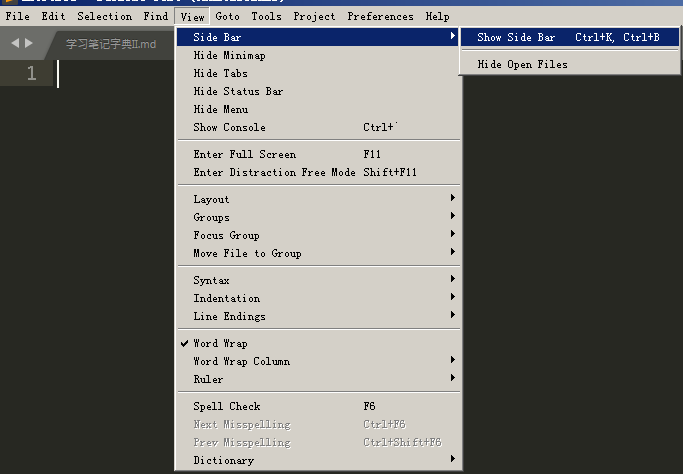 File Edit Selection Find View Goto Tools Project Preferences Help
学习笔记字典II.md
1
Side Bar
Show Side Bar Ctrl+K, Ctrl+B
Hide Open Files
Hide Minimap
Hide Tabs
Hide Status Bar
Hide Menu
Show Console Ctrl+`
Enter Full Screen F11
Enter Distraction Free Mode Shift+F11
Layout
Groups
Focus Group
Move File to Group
Syntax
Indentation
Line Endings
Word Wrap
Word Wrap Column
Ruler
Spell Check F6
Next Misspelling Ctrl+F6
Prev Misspelling Ctrl+Shift+F6
Dictionary